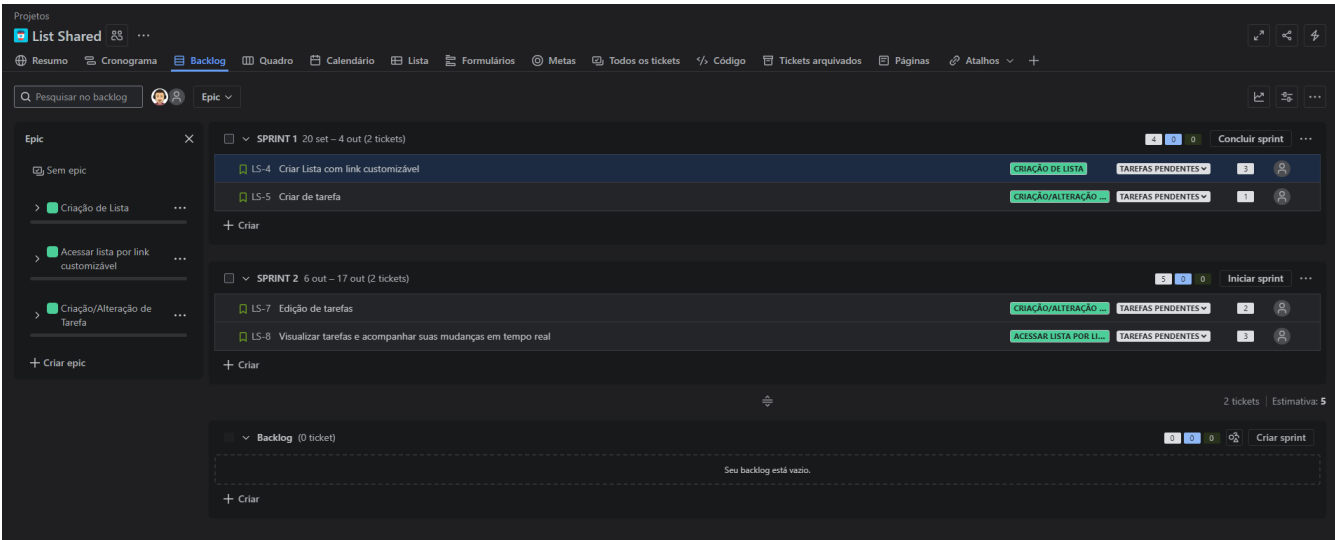 Projetos
List Shared
Resumo Cronograma Backlog Quadro Calendário Lista Formulários Metas Todos os tickets Código Tickets arquivados Páginas Atalhos
Pesquisar no backlog Epic
Epic
Sem epic
Criação de Lista
Acessar lista por link
customizável
Criação/Alteração de
Tarefa
Criar epic
SPRINT 1 20 set – 4 out (2 tickets) 4 0 0 Concluir sprint
LS-4 Criar Lista com link customizável CRIAÇÃO DE LISTA TAREFAS PENDENTES 3
LS-5 Criar de tarefa CRIAÇÃO/ALTERAÇÃO ... TAREFAS PENDENTES 1
Criar
SPRINT 2 6 out – 17 out (2 tickets) 5 0 0 Iniciar sprint
LS-7 Edição de tarefas CRIAÇÃO/ALTERAÇÃO ... TAREFAS PENDENTES 2
LS-8 Visualizar tarefas e acompanhar suas mudanças em tempo real ACESSAR LISTA POR LI... TAREFAS PENDENTES 3
Criar
2 tickets Estimativa: 5
Backlog (0 ticket) 0 0 0 Criar sprint
Seu backlog está vazio.
Criar